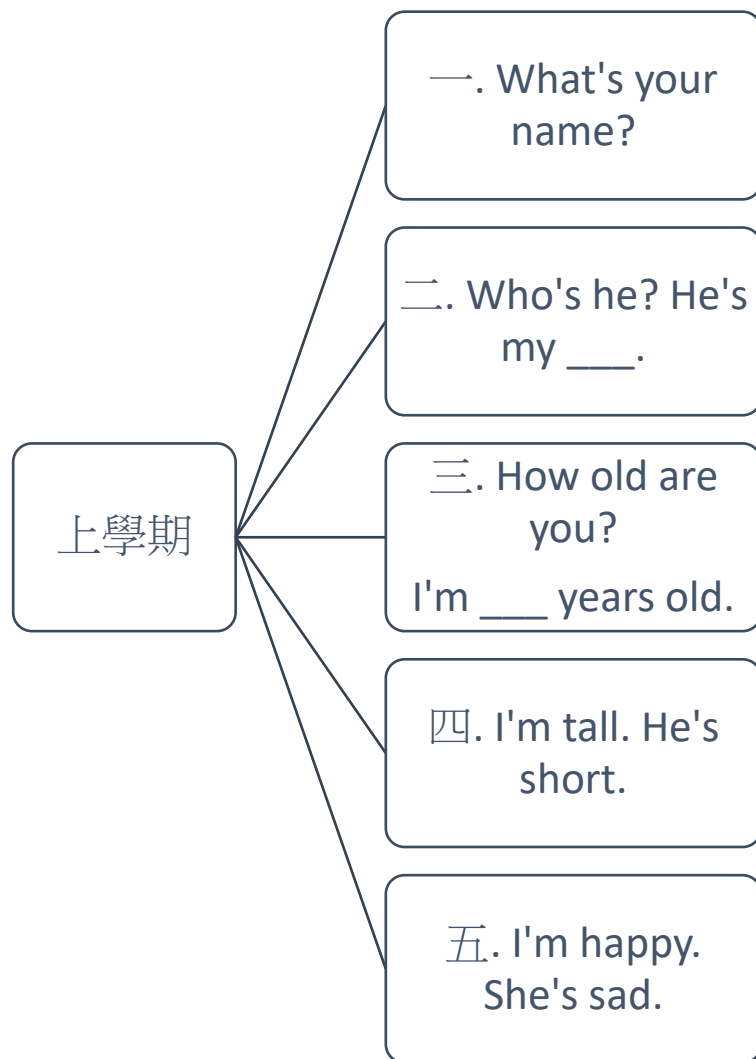 上學期
一. What's your
name?
二. Who's he? He's
my ___.
三. How old are
you?
I'm ___ years old.
四. I'm tall. He's
short.
五. I'm happy.
She's sad.